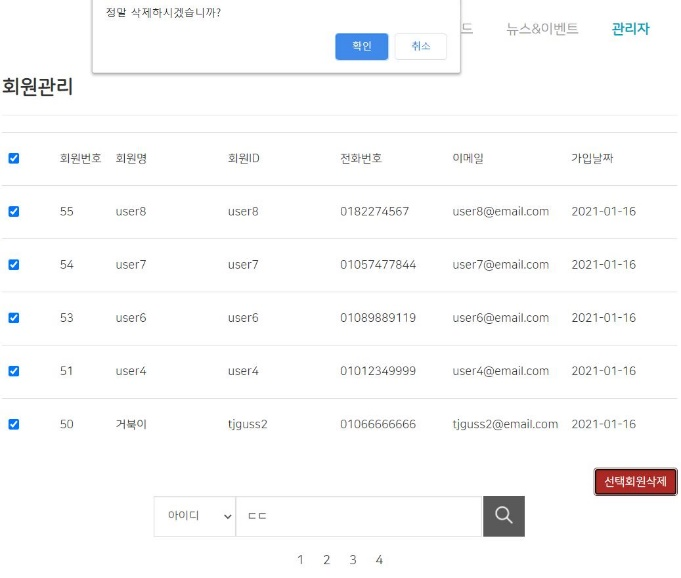 정말 삭제하시겠습니까?
확인 취소
드 뉴스&이벤트 관리자
회원관리
회원번호 회원명 회원ID 전화번호 이메일 가입날짜
55 user8 user8 0182274567 user8@email.com 2021-01-16
54 user7 user7 01057477844 user7@email.com 2021-01-16
53 user6 user6 01089889119 user6@email.com 2021-01-16
51 user4 user4 01012349999 user4@email.com 2021-01-16
50 거북이 tjguss2 01066666666 tjguss2@email.com 2021-01-16
선택회원삭제
아이디 ㄷㄷ
1 2 3 4